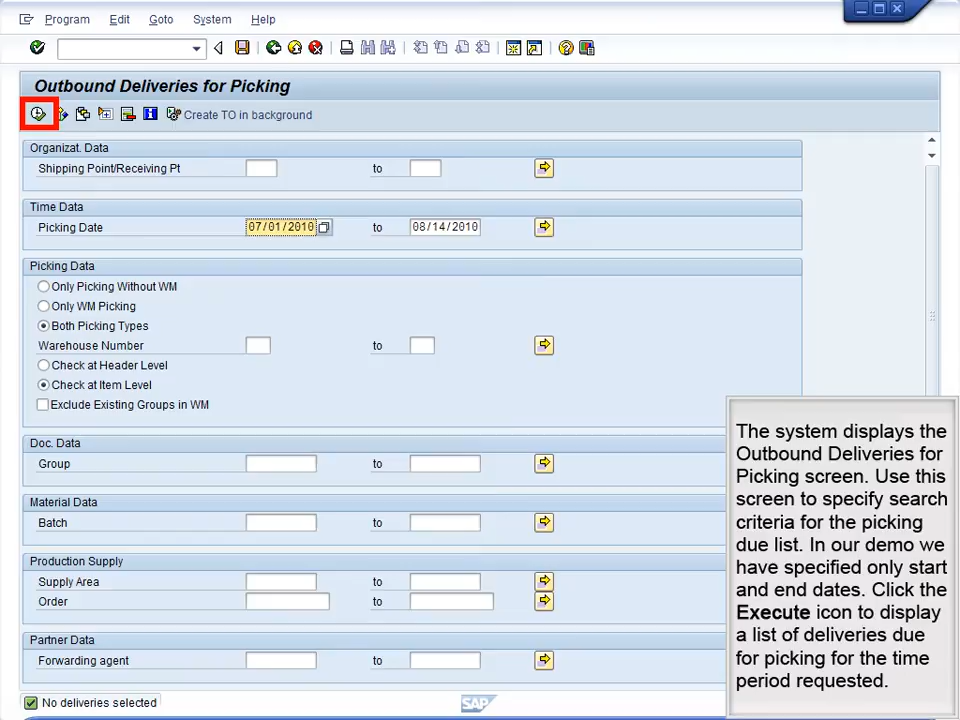 Program Edit Goto System Help
Outbound Deliveries for Picking
Create TO in background
Organizat. Data
Shipping Point/Receiving Pt to
Time Data
Picking Date 07/01/2010 to 08/14/2010
Picking Data
Only Picking Without WM
Only WM Picking
Both Picking Types
Warehouse Number to
Check at Header Level
Check at Item Level
Exclude Existing Groups in WM
Doc. Data
Group to
Material Data
Batch to
Production Supply
Supply Area to
Order to
Partner Data
Forwarding agent to
No deliveries selected
SAP
The system displays the
Outbound Deliveries for
Picking screen. Use this
screen to specify search
criteria for the picking
due list. In our demo we
have specified only start
and end dates. Click the
Execute icon to display
a list of deliveries due
for picking for the time
period requested.